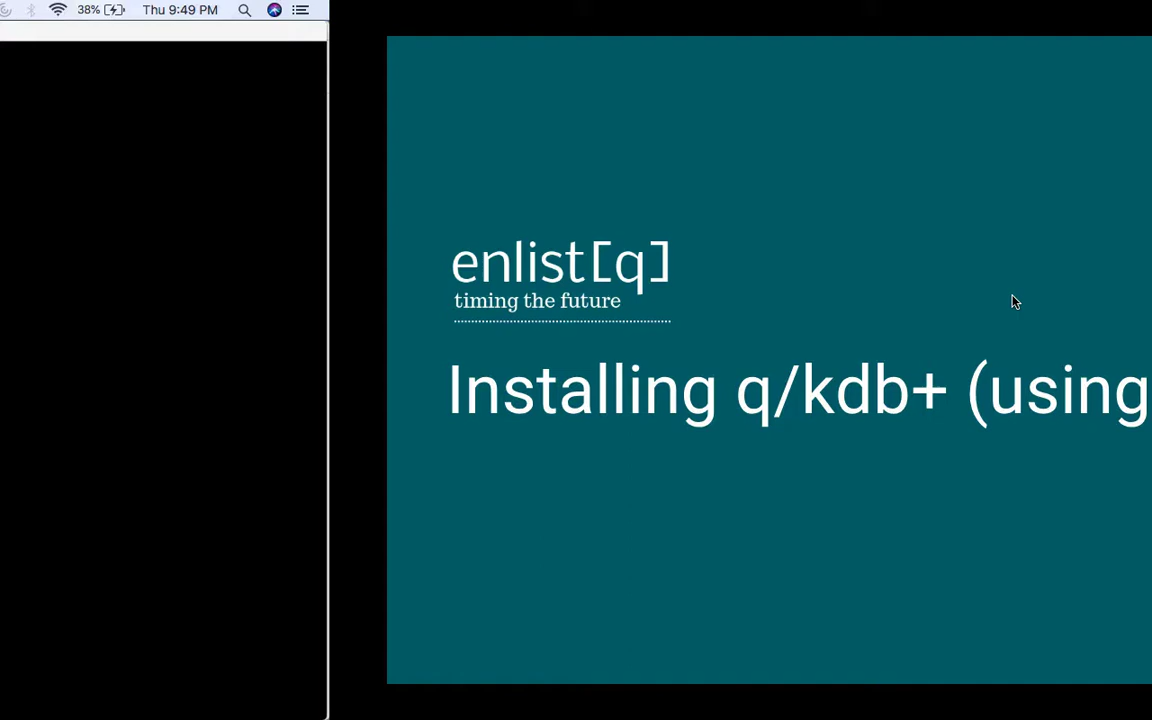 38% Thu 9:49 PM
enlist[q]
timing the future
Installing q/kdb+ (using